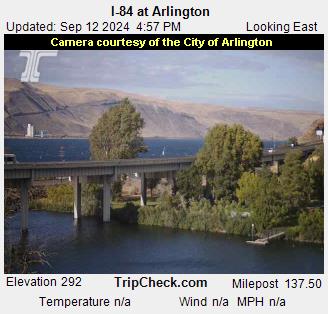 I-84 at Arlington
Updated: Sep 12 2024 4:57 PM Looking East
Camera courtesy of the City of Arlington
Elevation 292 TripCheck.com Milepost 137.50
Temperature n/a Wind n/a MPH n/a